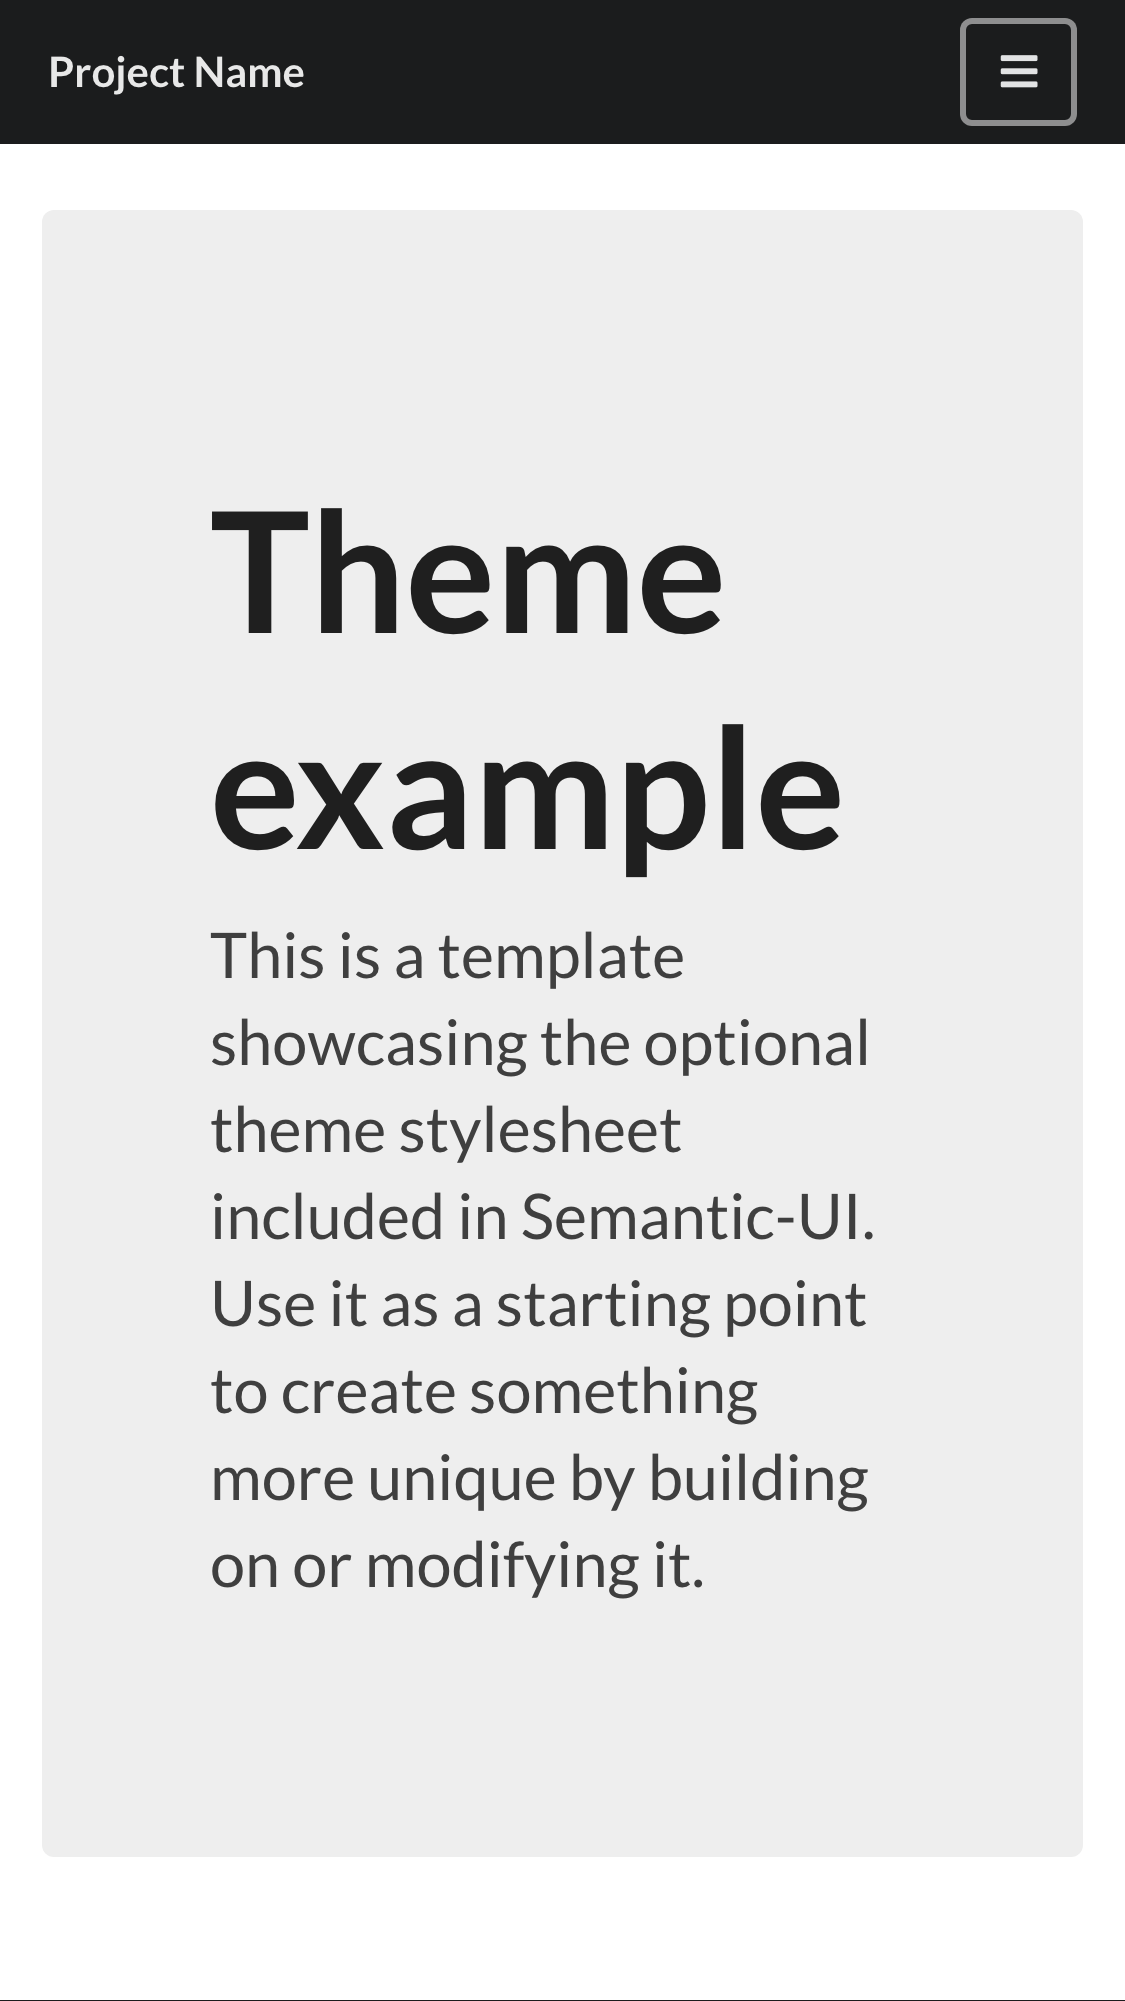 Project Name
Theme
example
This is a template
showcasing the optional
theme stylesheet
included in Semantic-UI.
Use it as a starting point
to create something
more unique by building
on or modifying it.